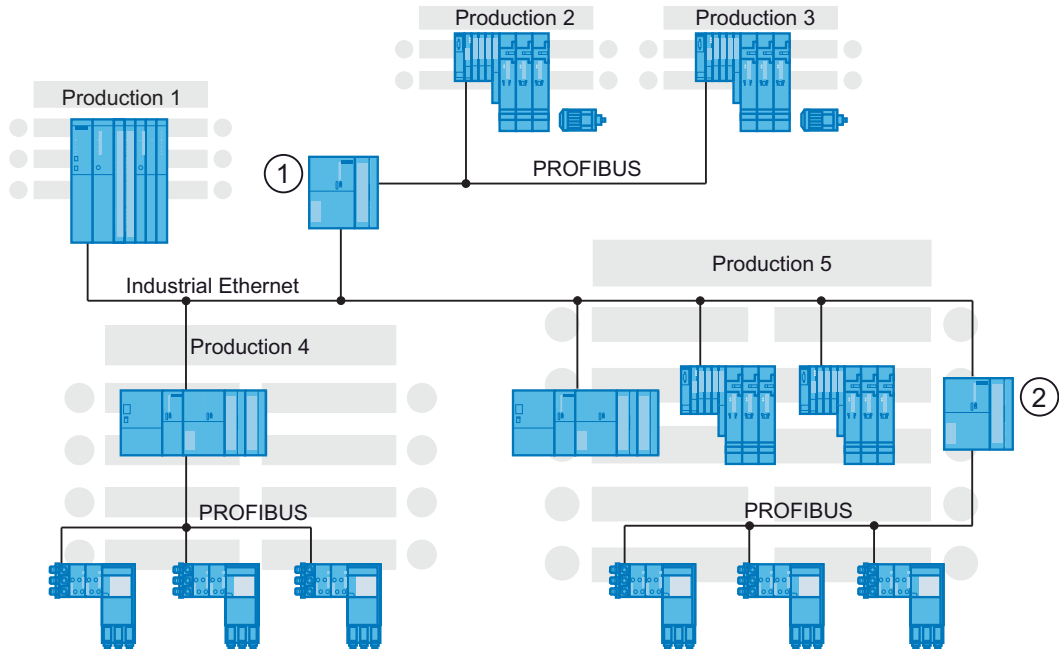 Production 2
Production 3
Production 1
1
PROFIBUS
Production 5
Industrial Ethernet
Production 4
2
PROFIBUS
PROFIBUS